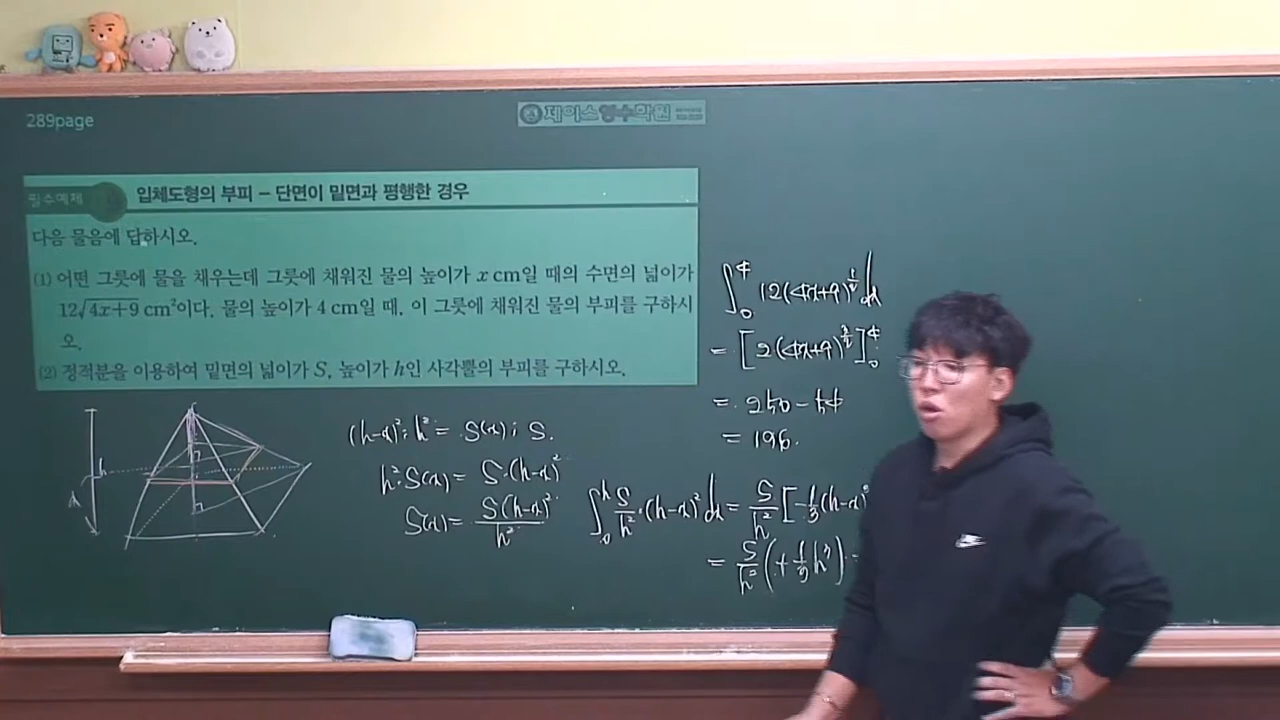 289page
제이스영수학원
필수예제
입체도형의 부피 – 단면이 밑면과 평행한 경우
다음 물음에 답하시오.
(1) 어떤 그릇에 물을 채우는데 그릇에 채워진 물의 높이가 x cm일 때의 수면의 넓이가
12√(4x+9) cm²이다. 물의 높이가 4 cm일 때, 이 그릇에 채워진 물의 부피를 구하시
오.
(2) 정적분을 이용하여 밑면의 넓이가 S, 높이가 h인 사각뿔의 부피를 구하시오.
∫₀⁴ 12(4x+9)^(1/2) dx
= [2(4x+9)^(3/2)]₀⁴
= 250 - 54
= 196.
h
(h-x)² : h² = S(x) : S.
h²·S(x) = S·(h-x)²
S(x) = S(h-x)²/h²
∫₀ʰ S/h²·(h-x)² dx = S/h² [-1/3(h-x)³
= S/h² (+1/3 h³)